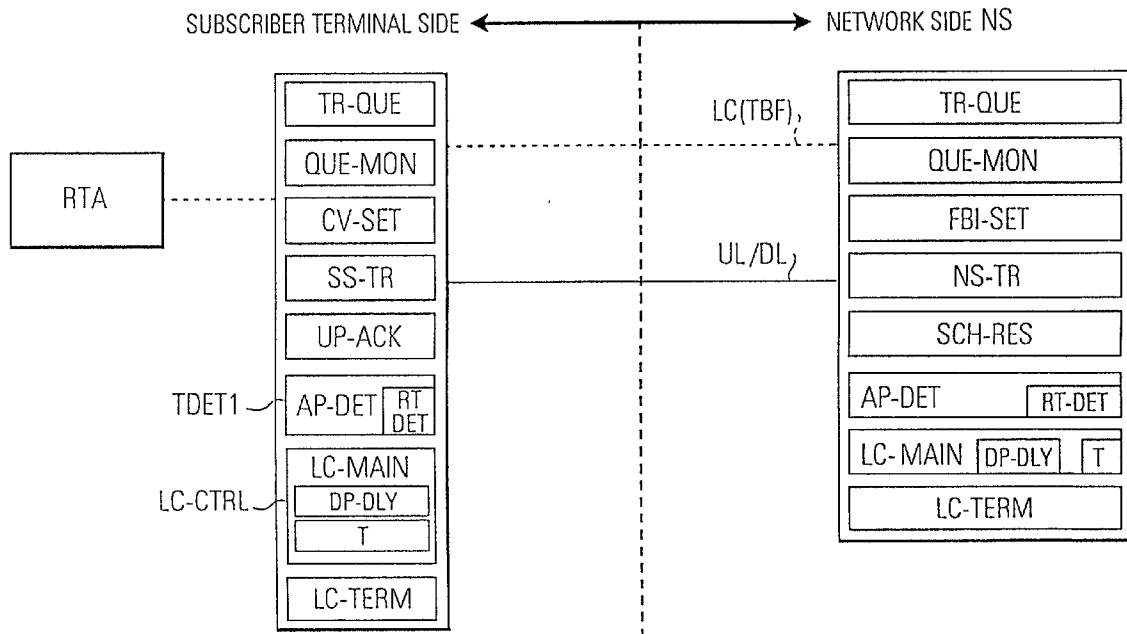 SUBSCRIBER TERMINAL SIDE
NETWORK SIDE NS
RTA
TR-QUE
QUE-MON
CV-SET
SS-TR
UP-ACK
TDET1
AP-DET
RT
DET
LC-CTRL
LC-MAIN
DP-DLY
T
LC-TERM
LC(TBF)
UL/DL
TR-QUE
QUE-MON
FBI-SET
NS-TR
SCH-RES
AP-DET RT-DET
LC-MAIN DP-DLY T
LC-TERM